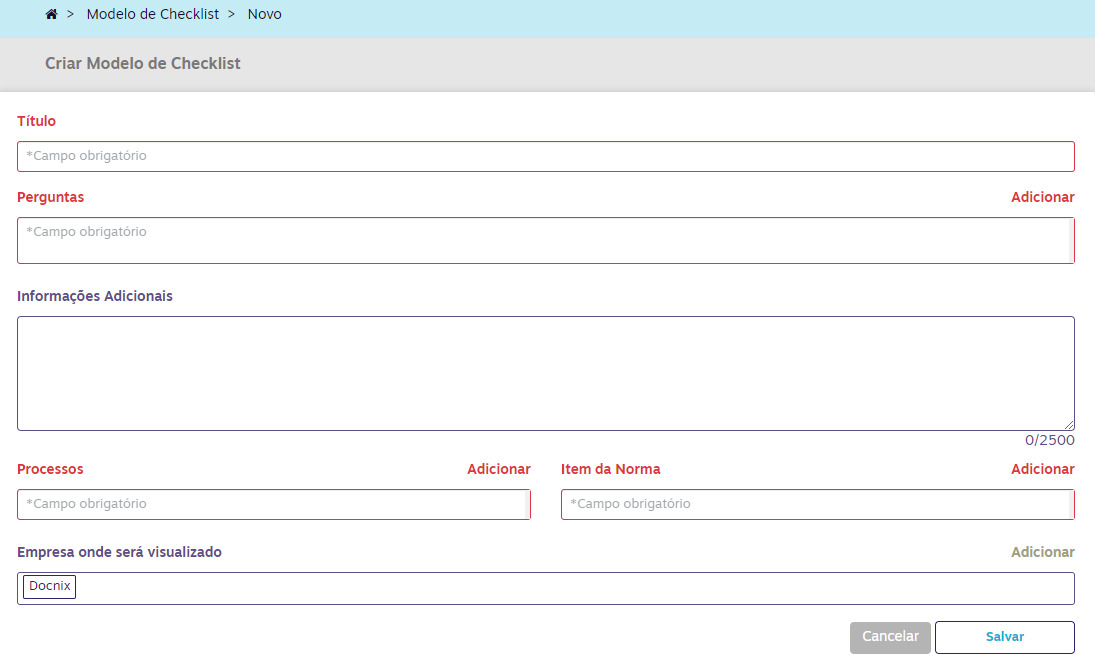 > Modelo de Checklist > Novo
Criar Modelo de Checklist
Título
*Campo obrigatório
Perguntas Adicionar
*Campo obrigatório
Informações Adicionais
0/2500
Processos Adicionar Item da Norma Adicionar
*Campo obrigatório *Campo obrigatório
Empresa onde será visualizado Adicionar
Docnix
Cancelar Salvar